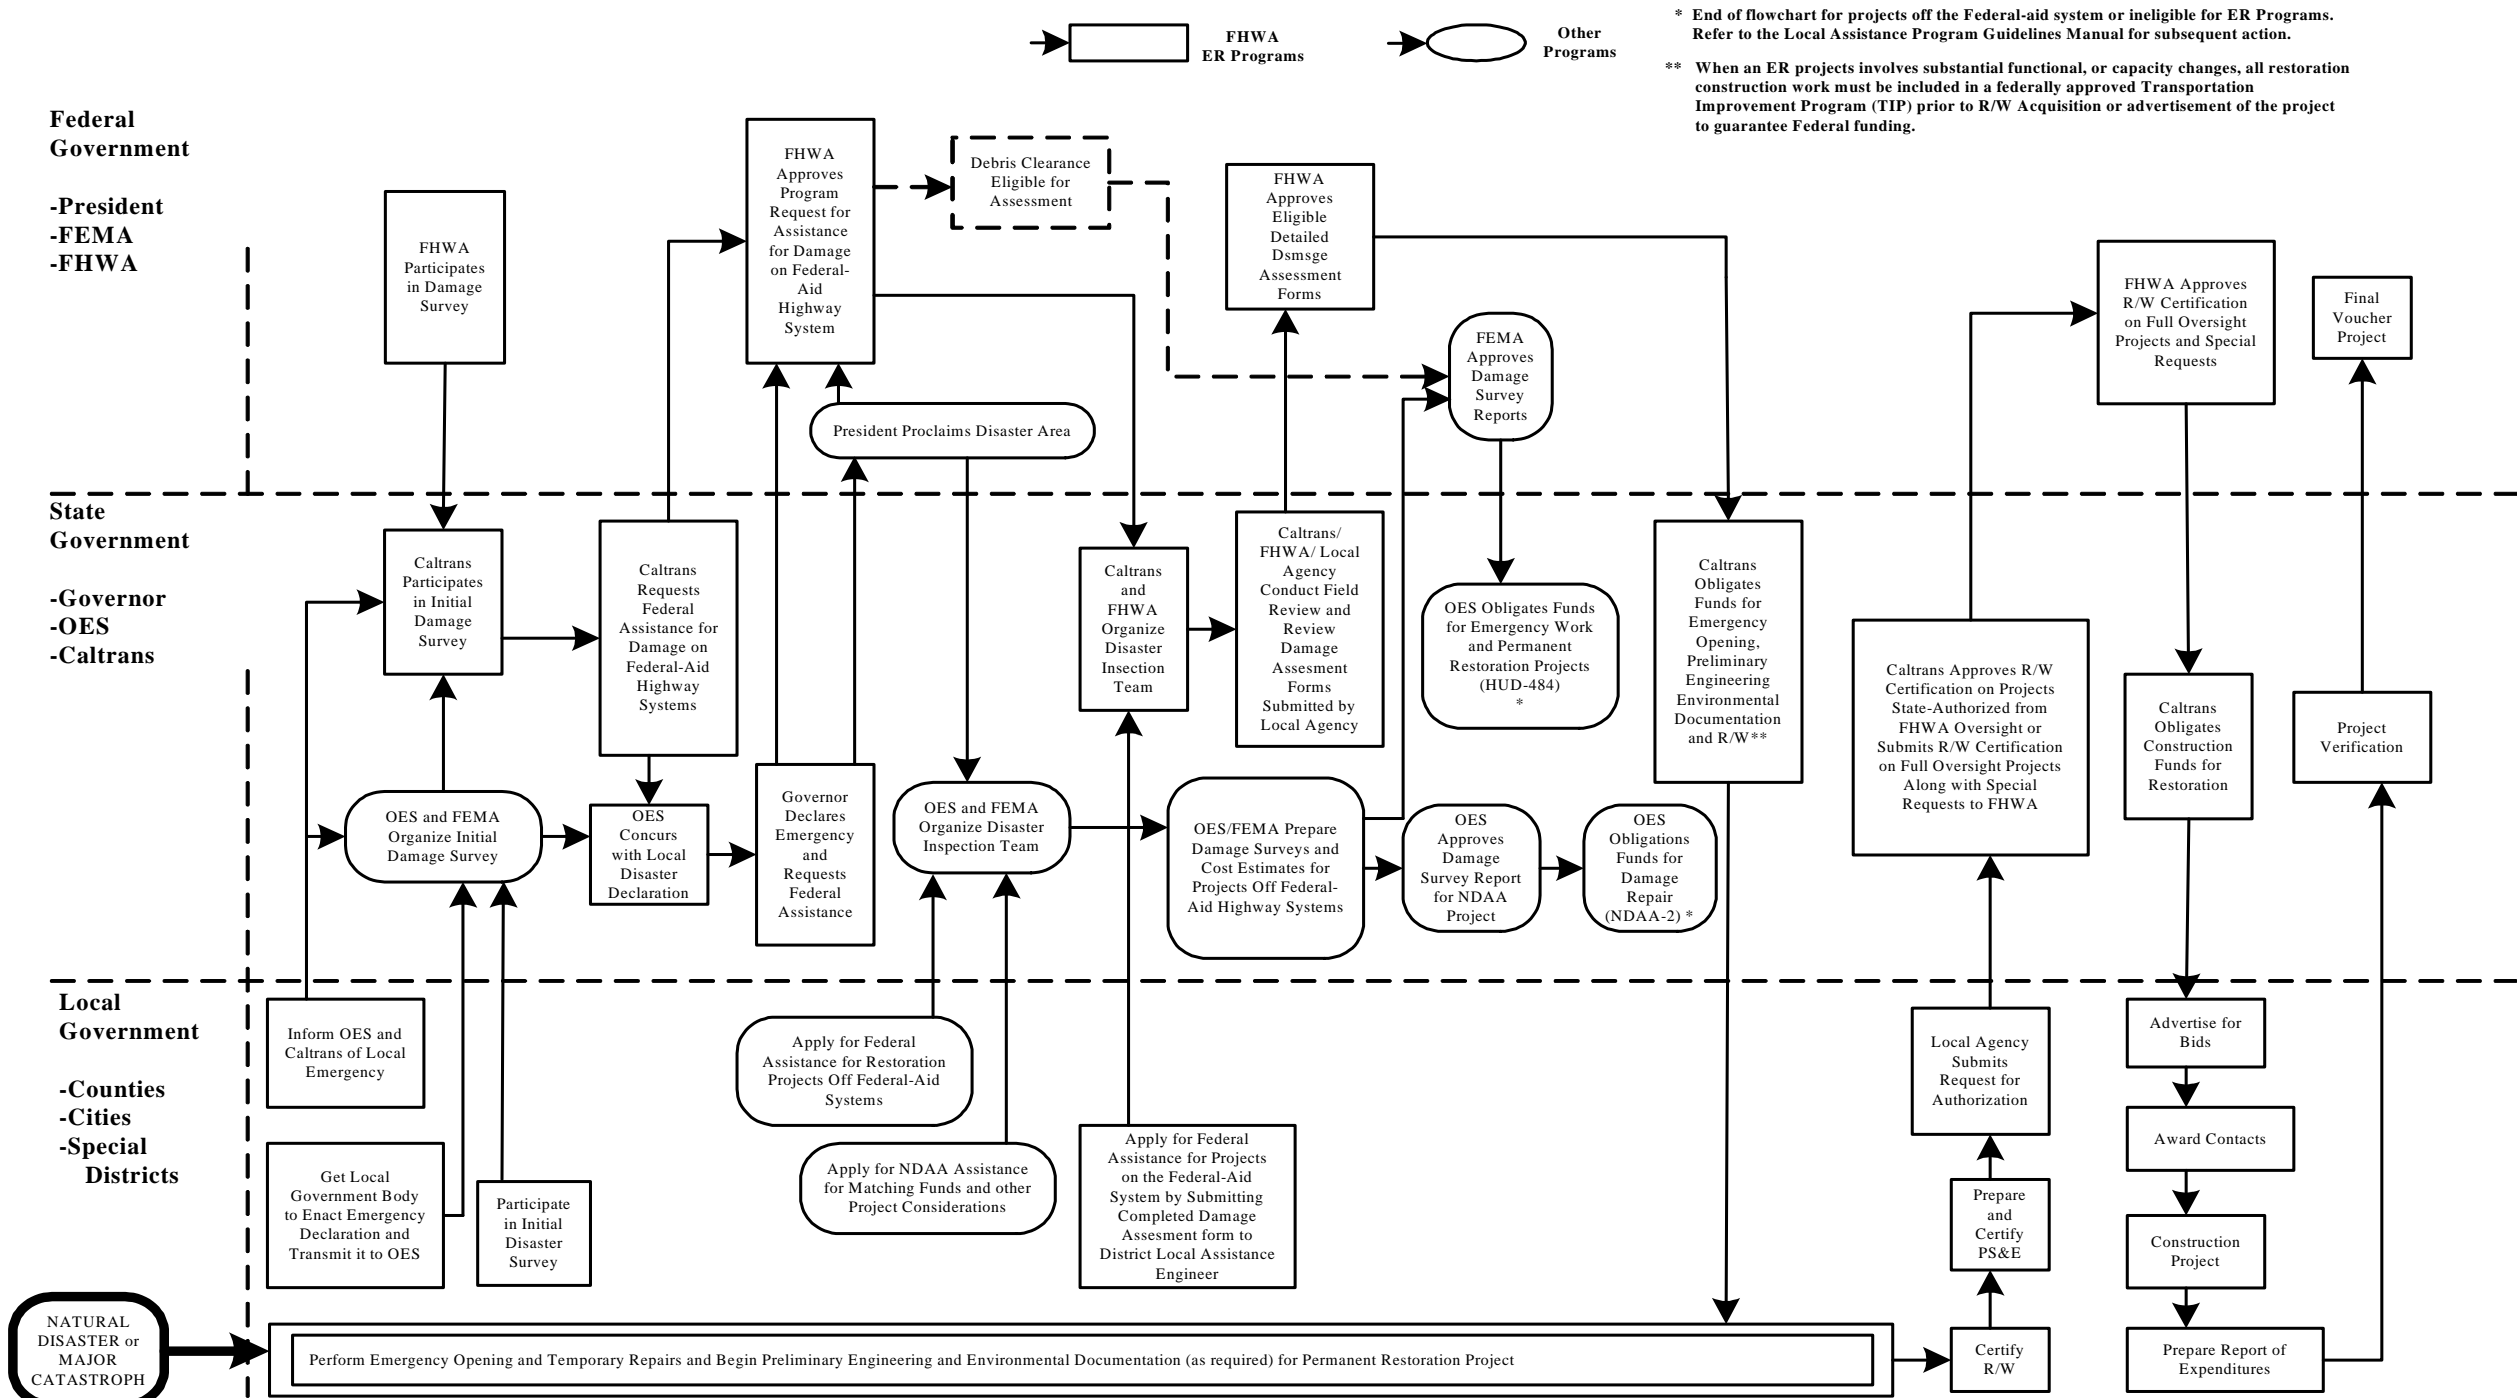 FHWA
ER Programs
Other
Programs
* End of flowchart for projects off the Federal-aid system or ineligible for ER Programs.
Refer to the Local Assistance Program Guidelines Manual for subsequent action.
** When an ER projects involves substantial functional, or capacity changes, all restoration
construction work must be included in a federally approved Transportation
Improvement Program (TIP) prior to R/W Acquisition or advertisement of the project
to guarantee Federal funding.
Federal
Government
-President
-FEMA
-FHWA
FHWA
Participates
in Damage
Survey
FHWA
Approves
Program
Request for
Assistance
for Damage
on Federal-
Aid
Highway
System
Debris Clearance
Eligible for
Assessment
President Proclaims Disaster Area
FHWA
Approves
Eligible
Detailed
Dsmsge
Assessment
Forms
FEMA
Approves
Damage
Survey
Reports
FHWA Approves
R/W Certification
on Full Oversight
Projects and Special
Requests
Final
Voucher
Project
State
Government
-Governor
-OES
-Caltrans
Caltrans
Participates
in Initial
Damage
Survey
Caltrans
Requests
Federal
Assistance for
Damage on
Federal-Aid
Highway
Systems
OES and FEMA
Organize Initial
Damage Survey
OES
Concurs
with Local
Disaster
Declaration
Governor
Declares
Emergency
and
Requests
Federal
Assistance
OES and FEMA
Organize Disaster
Inspection Team
Caltrans
and
FHWA
Organize
Disaster
Insection
Team
Caltrans/
FHWA/ Local
Agency
Conduct Field
Review and
Review
Damage
Assesment
Forms
Submitted by
Local Agency
OES Obligates Funds
for Emergency Work
and Permanent
Restoration Projects
(HUD-484)
*
OES/FEMA Prepare
Damage Surveys and
Cost Estimates for
Projects Off Federal-
Aid Highway Systems
OES
Approves
Damage
Survey Report
for NDAA
Project
OES
Obligations
Funds for
Damage
Repair
(NDAA-2) *
Caltrans
Obligates
Funds for
Emergency
Opening,
Preliminary
Engineering
Environmental
Documentation
and R/W**
Caltrans Approves R/W
Certification on Projects
State-Authorized from
FHWA Oversight or
Submits R/W Certification
on Full Oversight Projects
Along with Special
Requests to FHWA
Caltrans
Obligates
Construction
Funds for
Restoration
Project
Verification
Local
Government
-Counties
-Cities
-Special
Districts
Inform OES and
Caltrans of Local
Emergency
Get Local
Government Body
to Enact Emergency
Declaration and
Transmit it to OES
Participate
in Initial
Disaster
Survey
Apply for Federal
Assistance for Restoration
Projects Off Federal-Aid
Systems
Apply for NDAA Assistance
for Matching Funds and other
Project Considerations
Apply for Federal
Assistance for Projects
on the Federal-Aid
System by Submitting
Completed Damage
Assesment form to
District Local Assistance
Engineer
Local Agency
Submits
Request for
Authorization
Prepare
and
Certify
PS&E
Certify
R/W
Advertise for
Bids
Award Contacts
Construction
Project
Prepare Report of
Expenditures
NATURAL
DISASTER or
MAJOR
CATASTROPH
Perform Emergency Opening and Temporary Repairs and Begin Preliminary Engineering and Environmental Documentation (as required) for Permanent Restoration Project